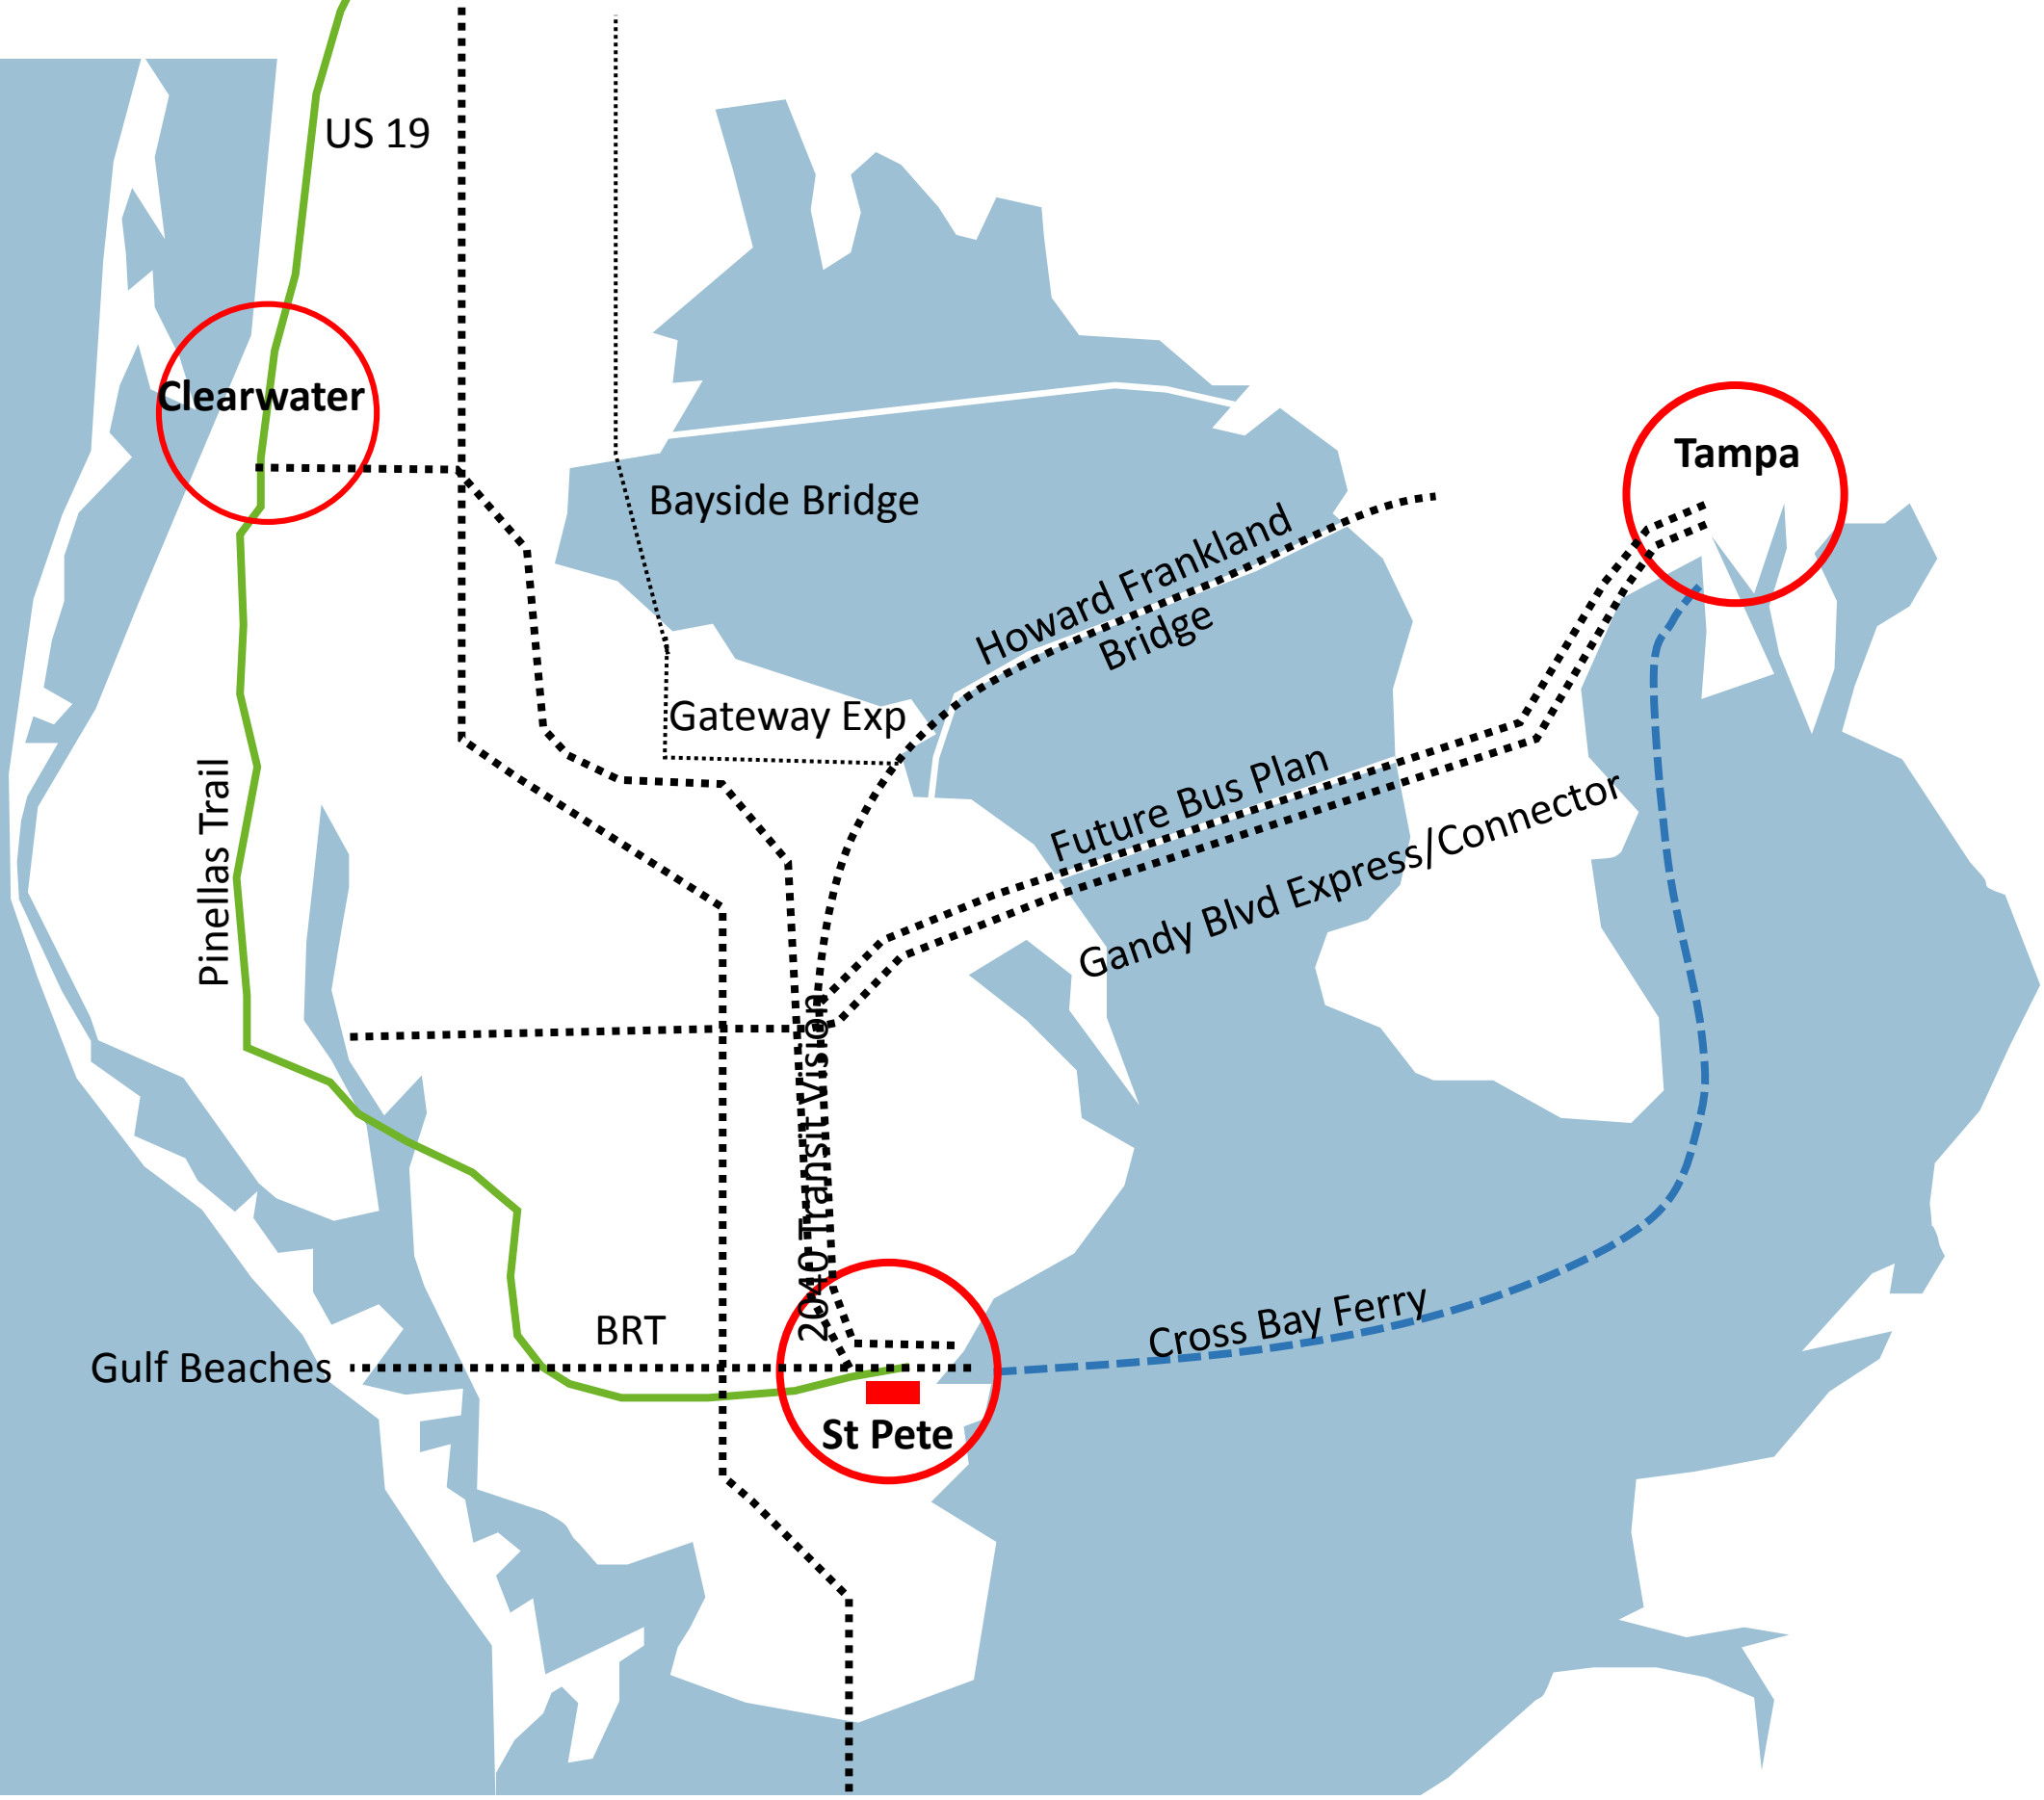 US 19
Clearwater
Tampa
Bayside Bridge
Howard Frankland
Bridge
Gateway Exp
Pinellas Trail
Future Bus Plan
Gandy Blvd Express/Connector
2040 Transit Vision
BRT
Gulf Beaches
Cross Bay Ferry
St Pete